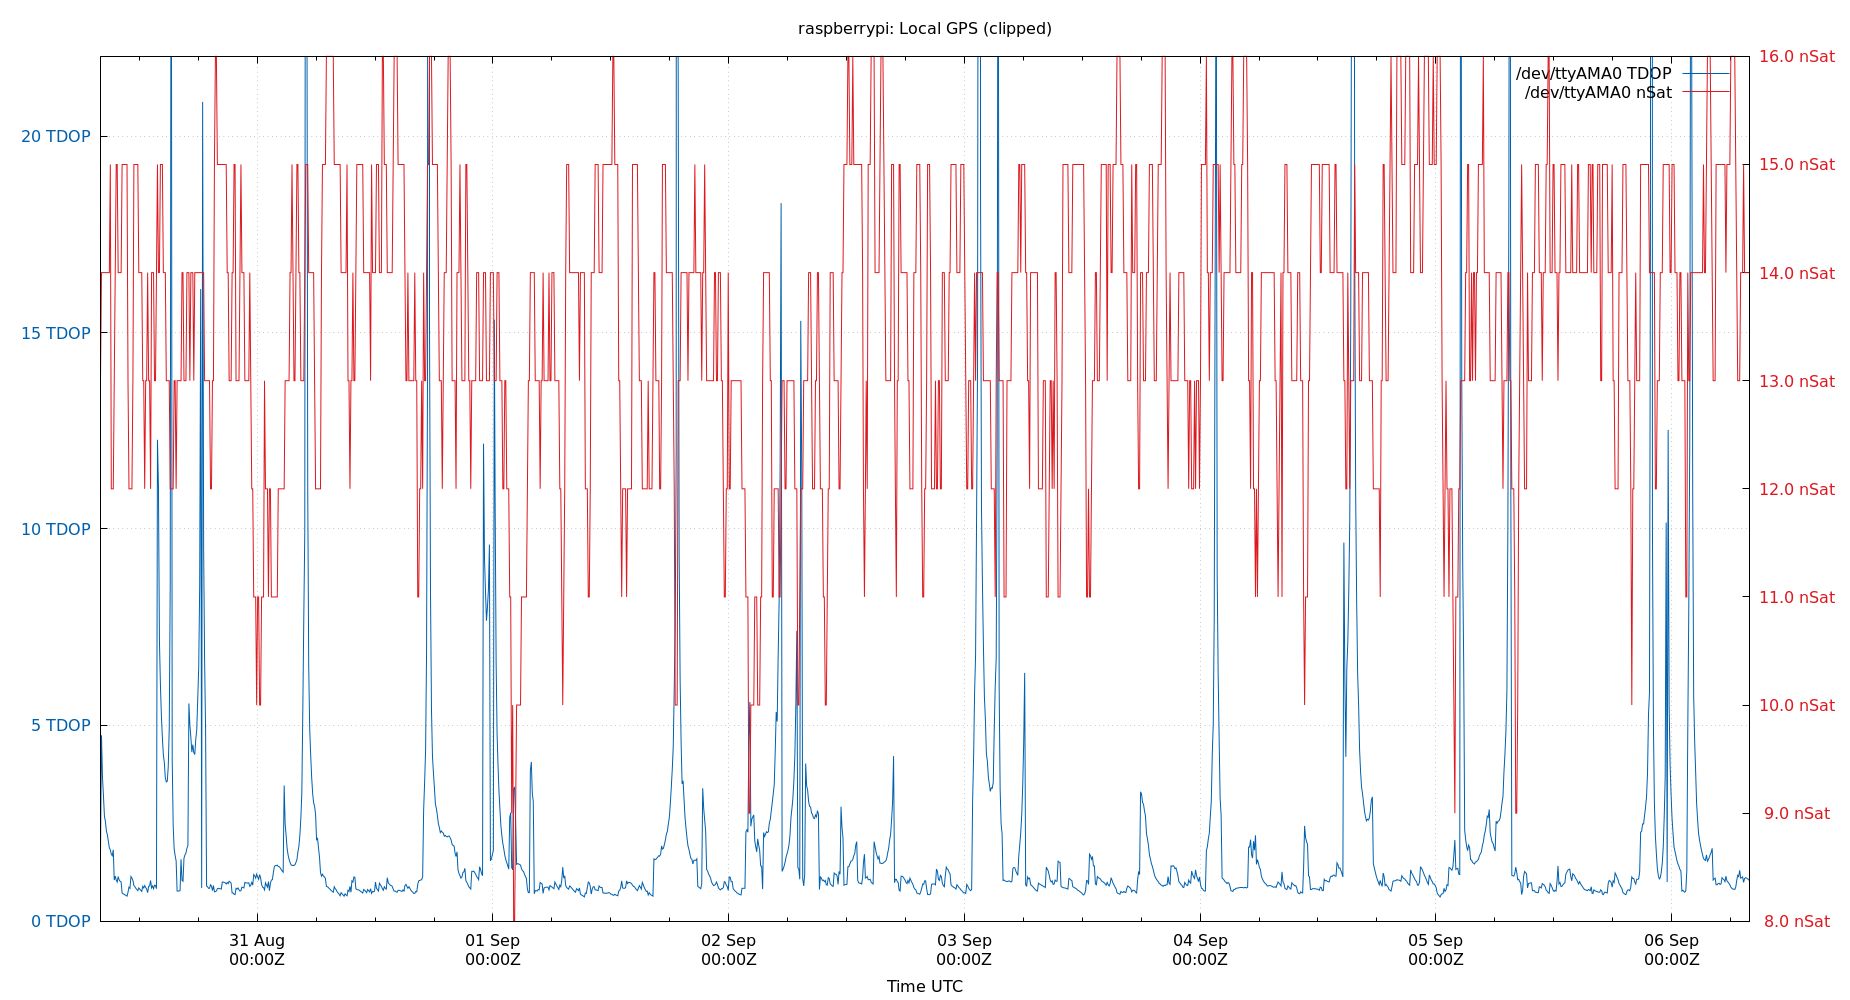 raspberrypi: Local GPS (clipped)
/dev/ttyAMA0 TDOP
/dev/ttyAMA0 nSat
20 TDOP
15 TDOP
10 TDOP
5 TDOP
0 TDOP
16.0 nSat
15.0 nSat
14.0 nSat
13.0 nSat
12.0 nSat
11.0 nSat
10.0 nSat
9.0 nSat
8.0 nSat
31 Aug
00:00Z
01 Sep
00:00Z
02 Sep
00:00Z
03 Sep
00:00Z
04 Sep
00:00Z
05 Sep
00:00Z
06 Sep
00:00Z
Time UTC